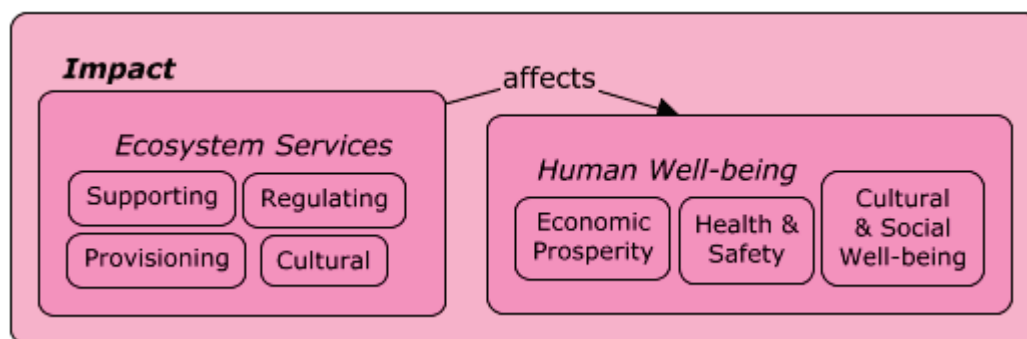 Impact
affects
Ecosystem Services
Supporting
Regulating
Provisioning
Cultural
Human Well-being
Economic
Prosperity
Health &
Safety
Cultural
& Social
Well-being